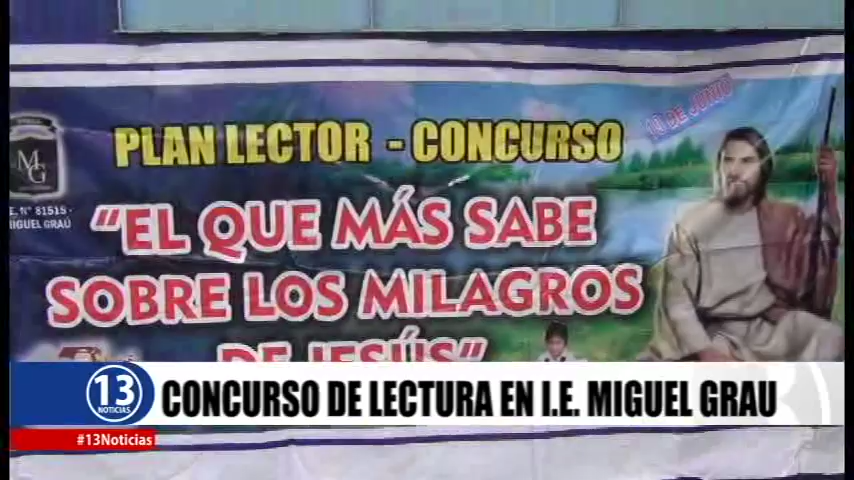 19 DE JUNIO
PLAN LECTOR - CONCURSO
MG
E. N° 81515 -
MIGUEL GRAU
"EL QUE MÁS SABE
SOBRE LOS MILAGROS
DE JESÚS"
13
NOTICIAS
CONCURSO DE LECTURA EN I.E. MIGUEL GRAU
#13Noticias